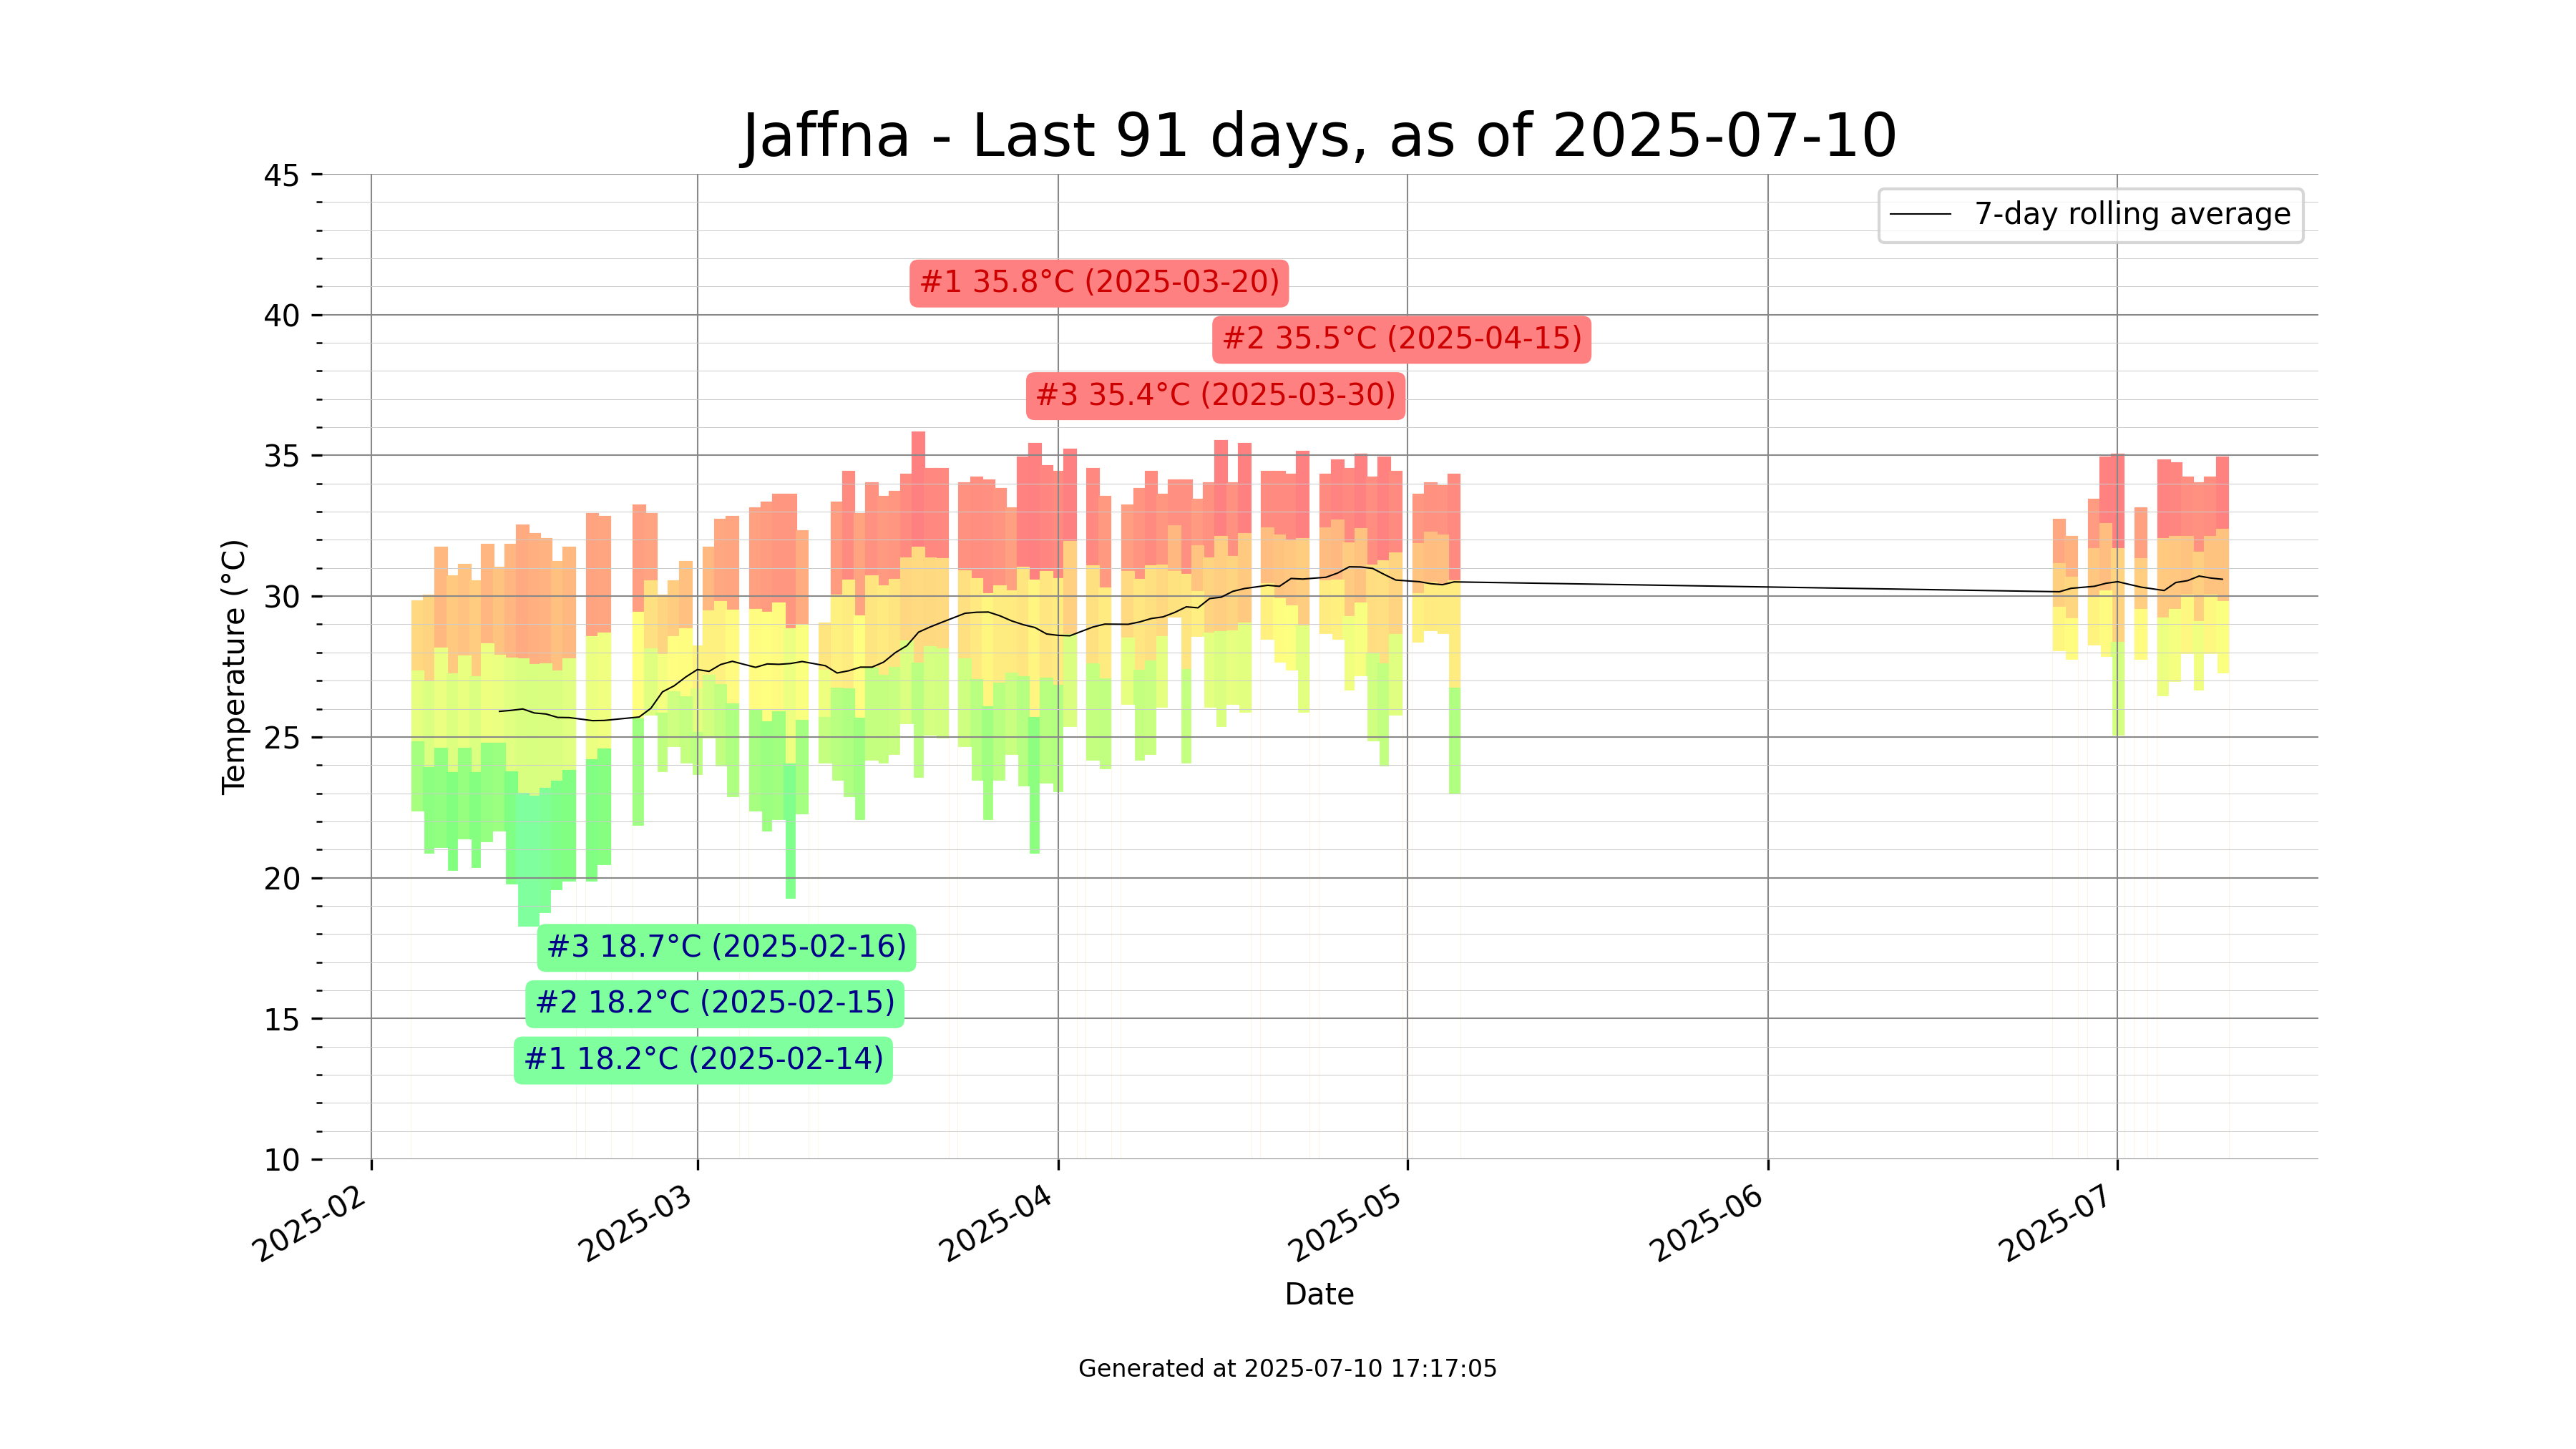 Jaffna - Last 91 days, as of 2025-07-10
7-day rolling average
#1 35.8°C (2025-03-20)
#2 35.5°C (2025-04-15)
#3 35.4°C (2025-03-30)
#3 18.7°C (2025-02-16)
#2 18.2°C (2025-02-15)
#1 18.2°C (2025-02-14)
Temperature (°C)
45
40
35
30
25
20
15
10
2025-02
2025-03
2025-04
2025-05
2025-06
2025-07
Date
Generated at 2025-07-10 17:17:05